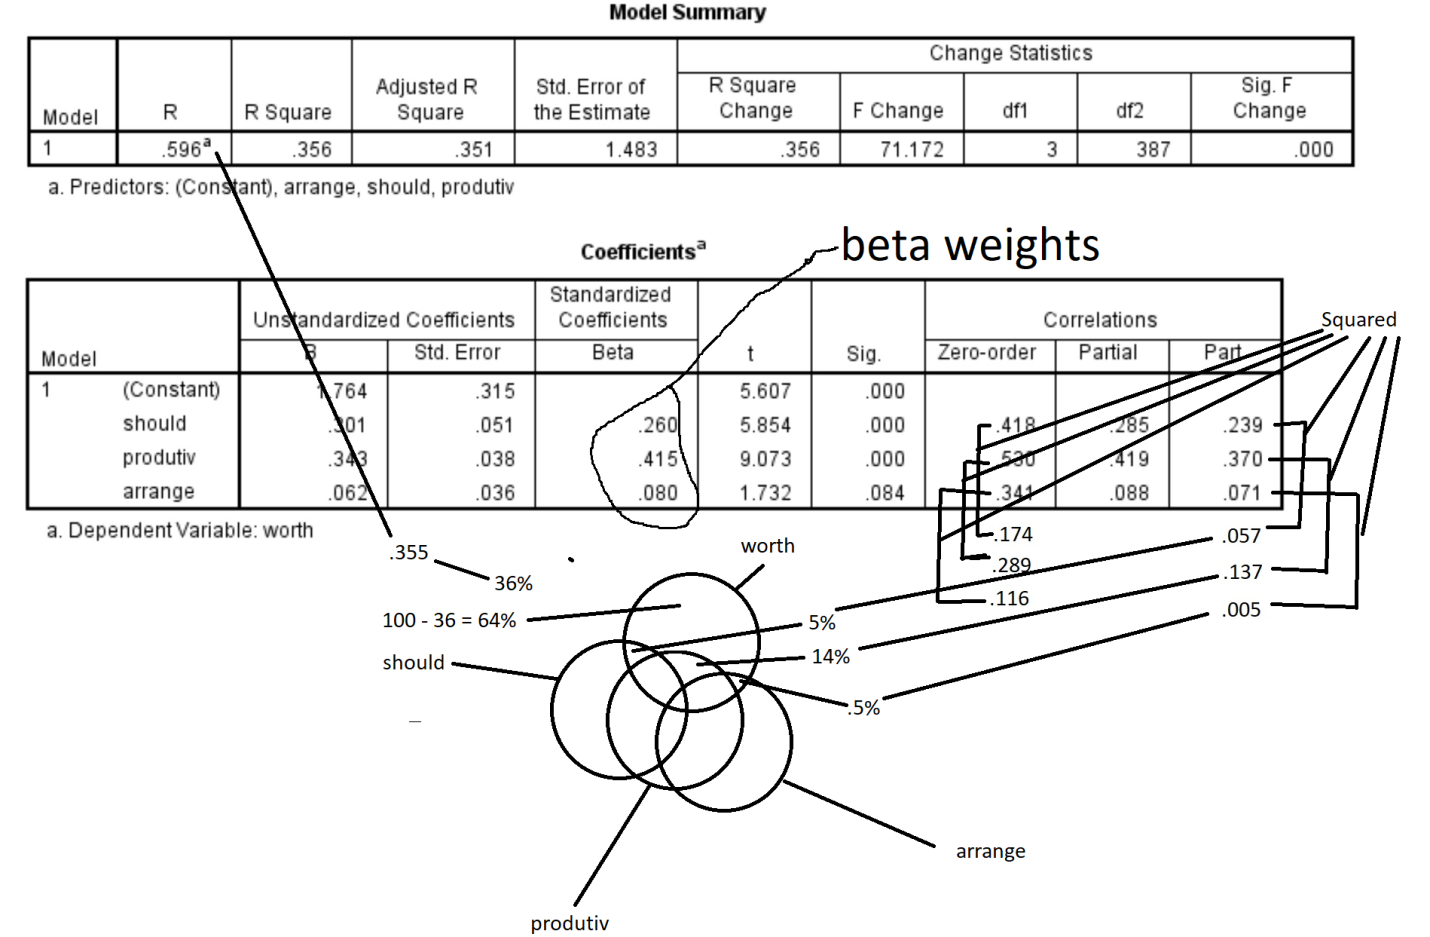 Model Summary
Model R R Square Adjusted R Square Std. Error of the Estimate Change Statistics
R Square Change F Change df1 df2 Sig. F Change
1 .596a .356 .351 1.483 .356 71.172 3 387 .000
a. Predictors: (Constant), arrange, should, produtiv
beta weights
Coefficientsa
Model Unstandardized Coefficients Standardized Coefficients t Sig. Correlations
B Std. Error Beta Zero-order Partial Part
Squared
1 (Constant) 1.764 .315 5.607 .000
should .301 .051 .260 5.854 .000 .418 .285 .239
produtiv .343 .038 .415 9.073 .000 .530 .419 .370
arrange .062 .036 .080 1.732 .084 .341 .088 .071
a. Dependent Variable: worth
.174 .057
.289 .137
.116 .005
.355
36%
worth
100 - 36 = 64%
5%
14%
.5%
should
arrange
produtiv